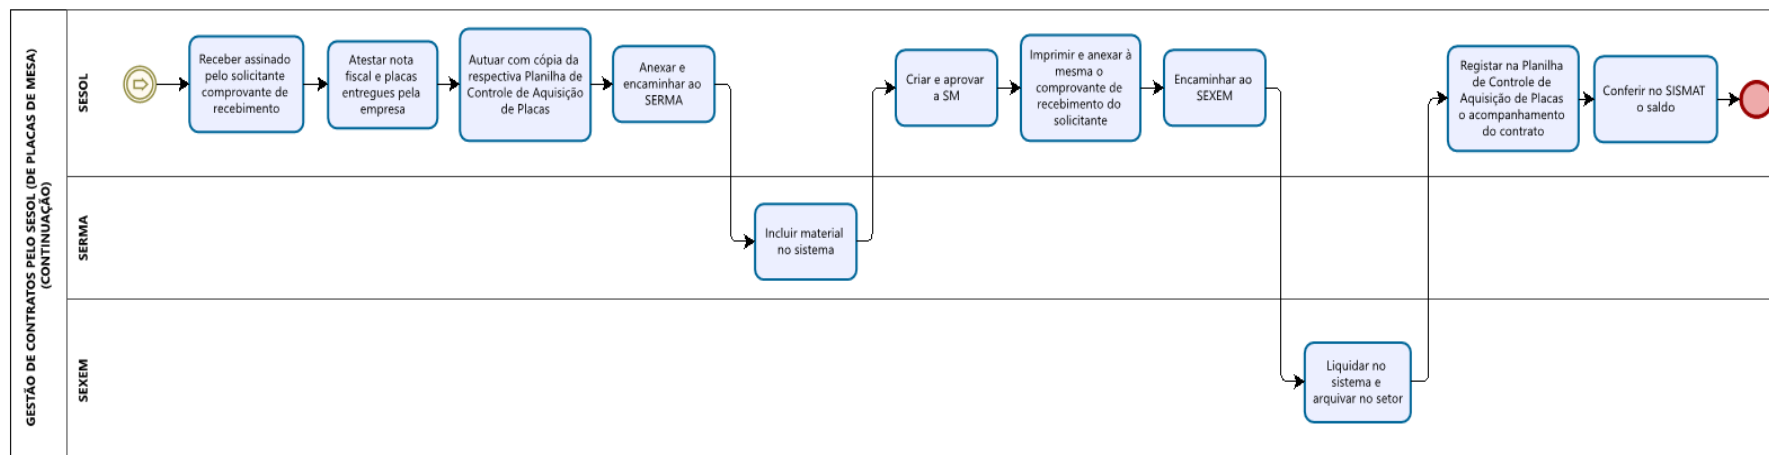 GESTÃO DE CONTRATOS PELO SESOL (DE PLACAS DE MESA)
(CONTINUAÇÃO)
SESOL
Receber assinado
pelo solicitante
comprovante de
recebimento
Atestar nota
fiscal e placas
entregues pela
empresa
Autuar com cópia da
respectiva Planilha de
Controle de Aquisição
de Placas
Anexar e
encaminhar ao
SERMA
Criar e aprovar
a SM
Imprimir e anexar à
mesma o
comprovante de
recebimento do
solicitante
Encaminhar ao
SEXEM
Registar na Planilha
de Controle de
Aquisição de Placas
o acompanhamento
do contrato
Conferir no SISMAT
o saldo
SERMA
Incluir material
no sistema
SEXEM
Liquidar no
sistema e
arquivar no setor